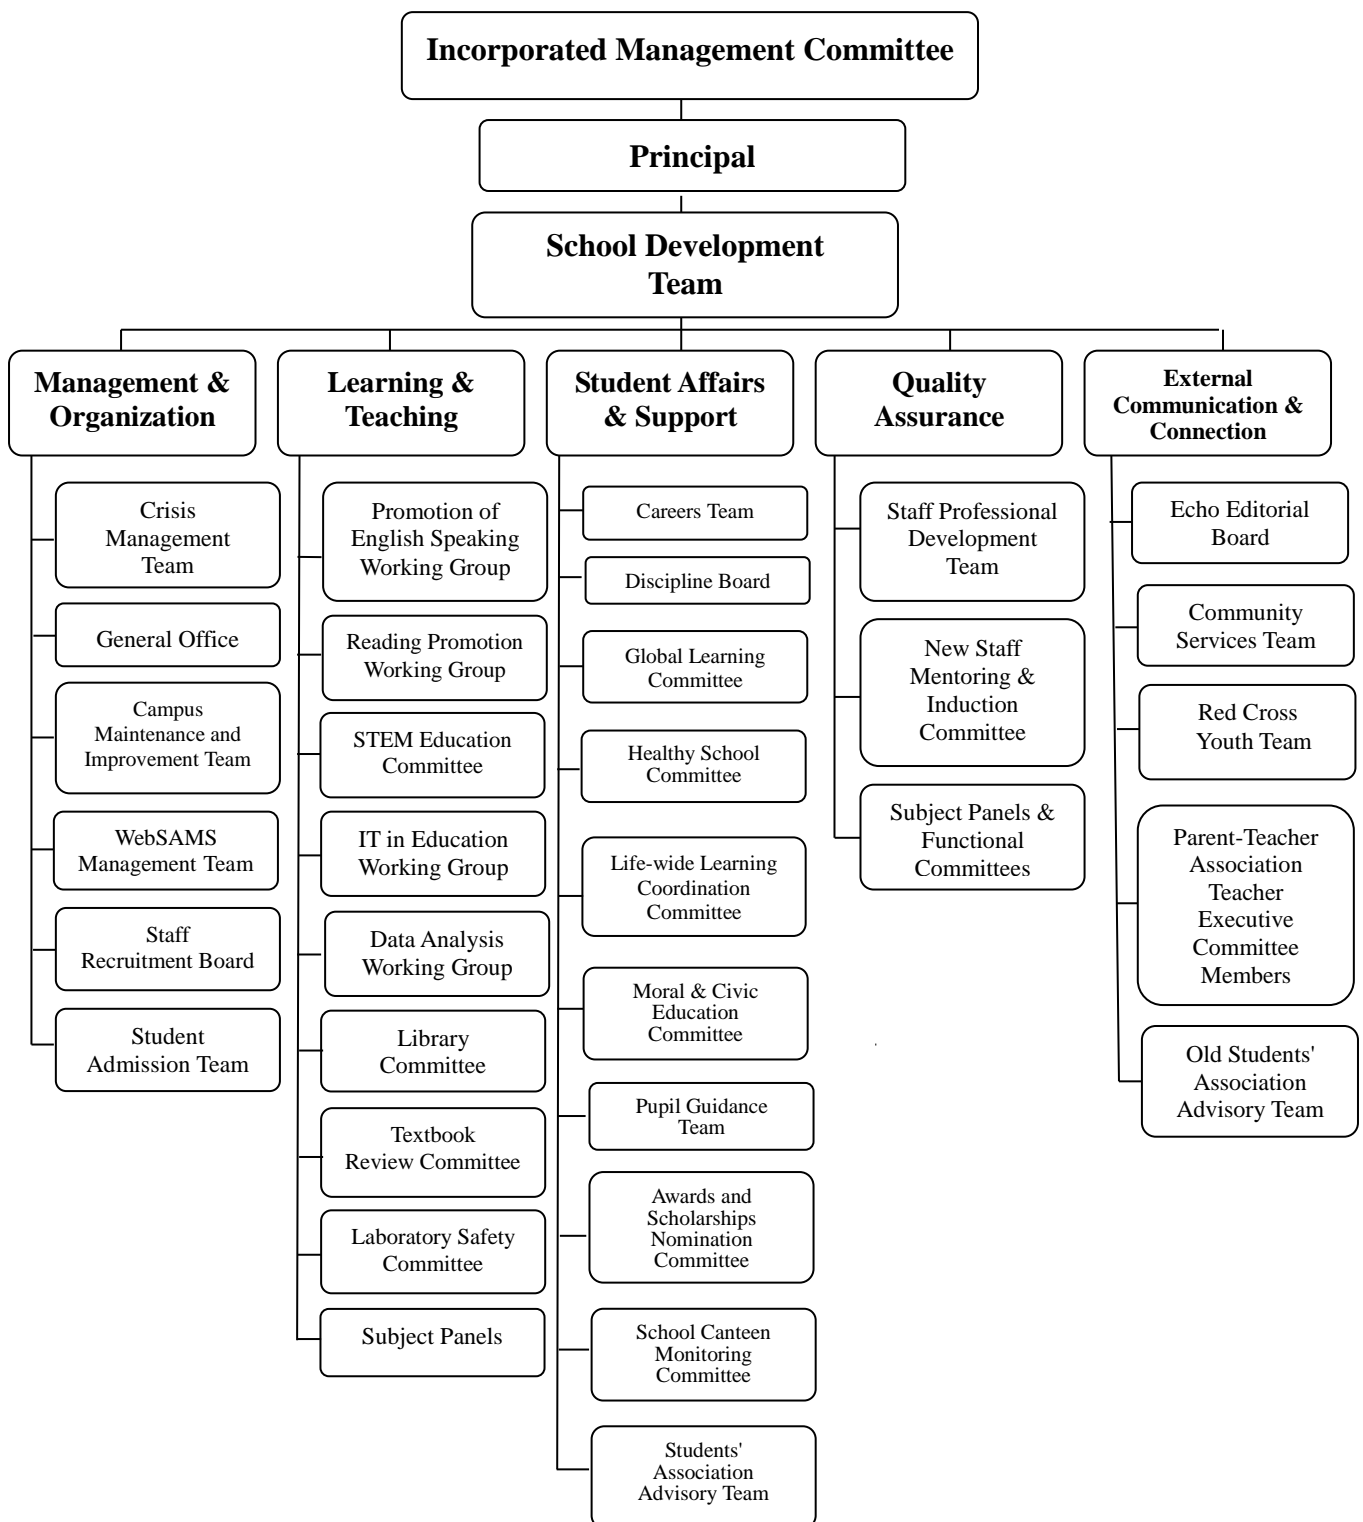 Incorporated Management Committee
Principal
School Development
Team
Management &
Organization
Crisis
Management
Team
General Office
Campus
Maintenance and
Improvement Team
WebSAMS
Management Team
Staff
Recruitment Board
Student
Admission Team
Learning &
Teaching
Promotion of
English Speaking
Working Group
Reading Promotion
Working Group
STEM Education
Committee
IT in Education
Working Group
Data Analysis
Working Group
Library
Committee
Textbook
Review Committee
Laboratory Safety
Committee
Subject Panels
Student Affairs
& Support
Careers Team
Discipline Board
Global Learning
Committee
Healthy School
Committee
Life-wide Learning
Coordination
Committee
Moral & Civic
Education
Committee
Pupil Guidance
Team
Awards and
Scholarships
Nomination
Committee
School Canteen
Monitoring
Committee
Students'
Association
Advisory Team
Quality
Assurance
Staff Professional
Development
Team
New Staff
Mentoring &
Induction
Committee
Subject Panels &
Functional
Committees
External
Communication &
Connection
Echo Editorial
Board
Community
Services Team
Red Cross
Youth Team
Parent-Teacher
Association
Teacher
Executive
Committee
Members
Old Students'
Association
Advisory Team